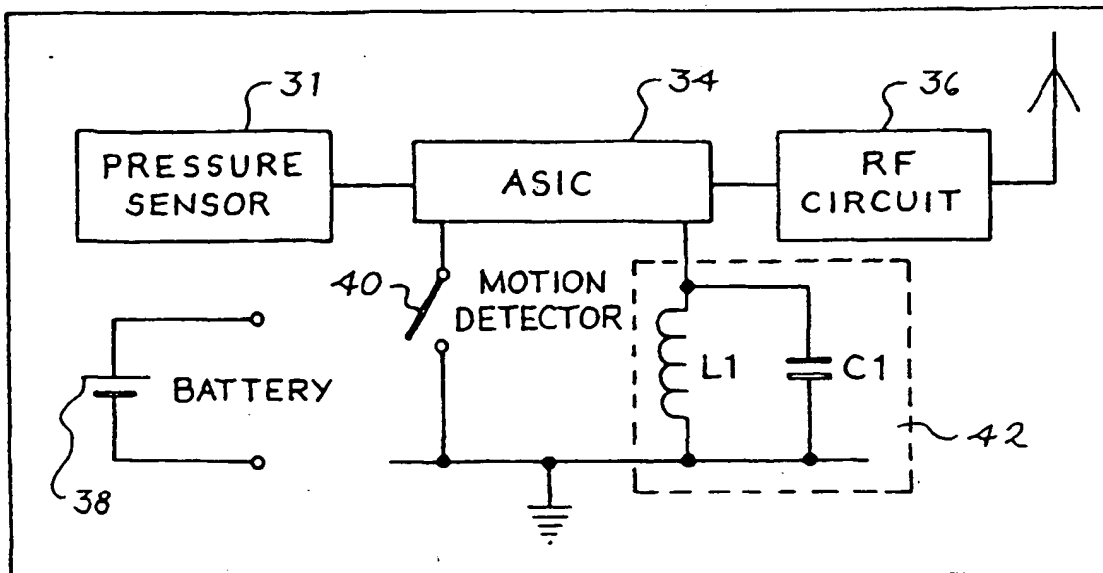 31
34
36
PRESSURE
SENSOR
ASIC
RF
CIRCUIT
40
MOTION
DETECTOR
BATTERY
L1
C1
42
38